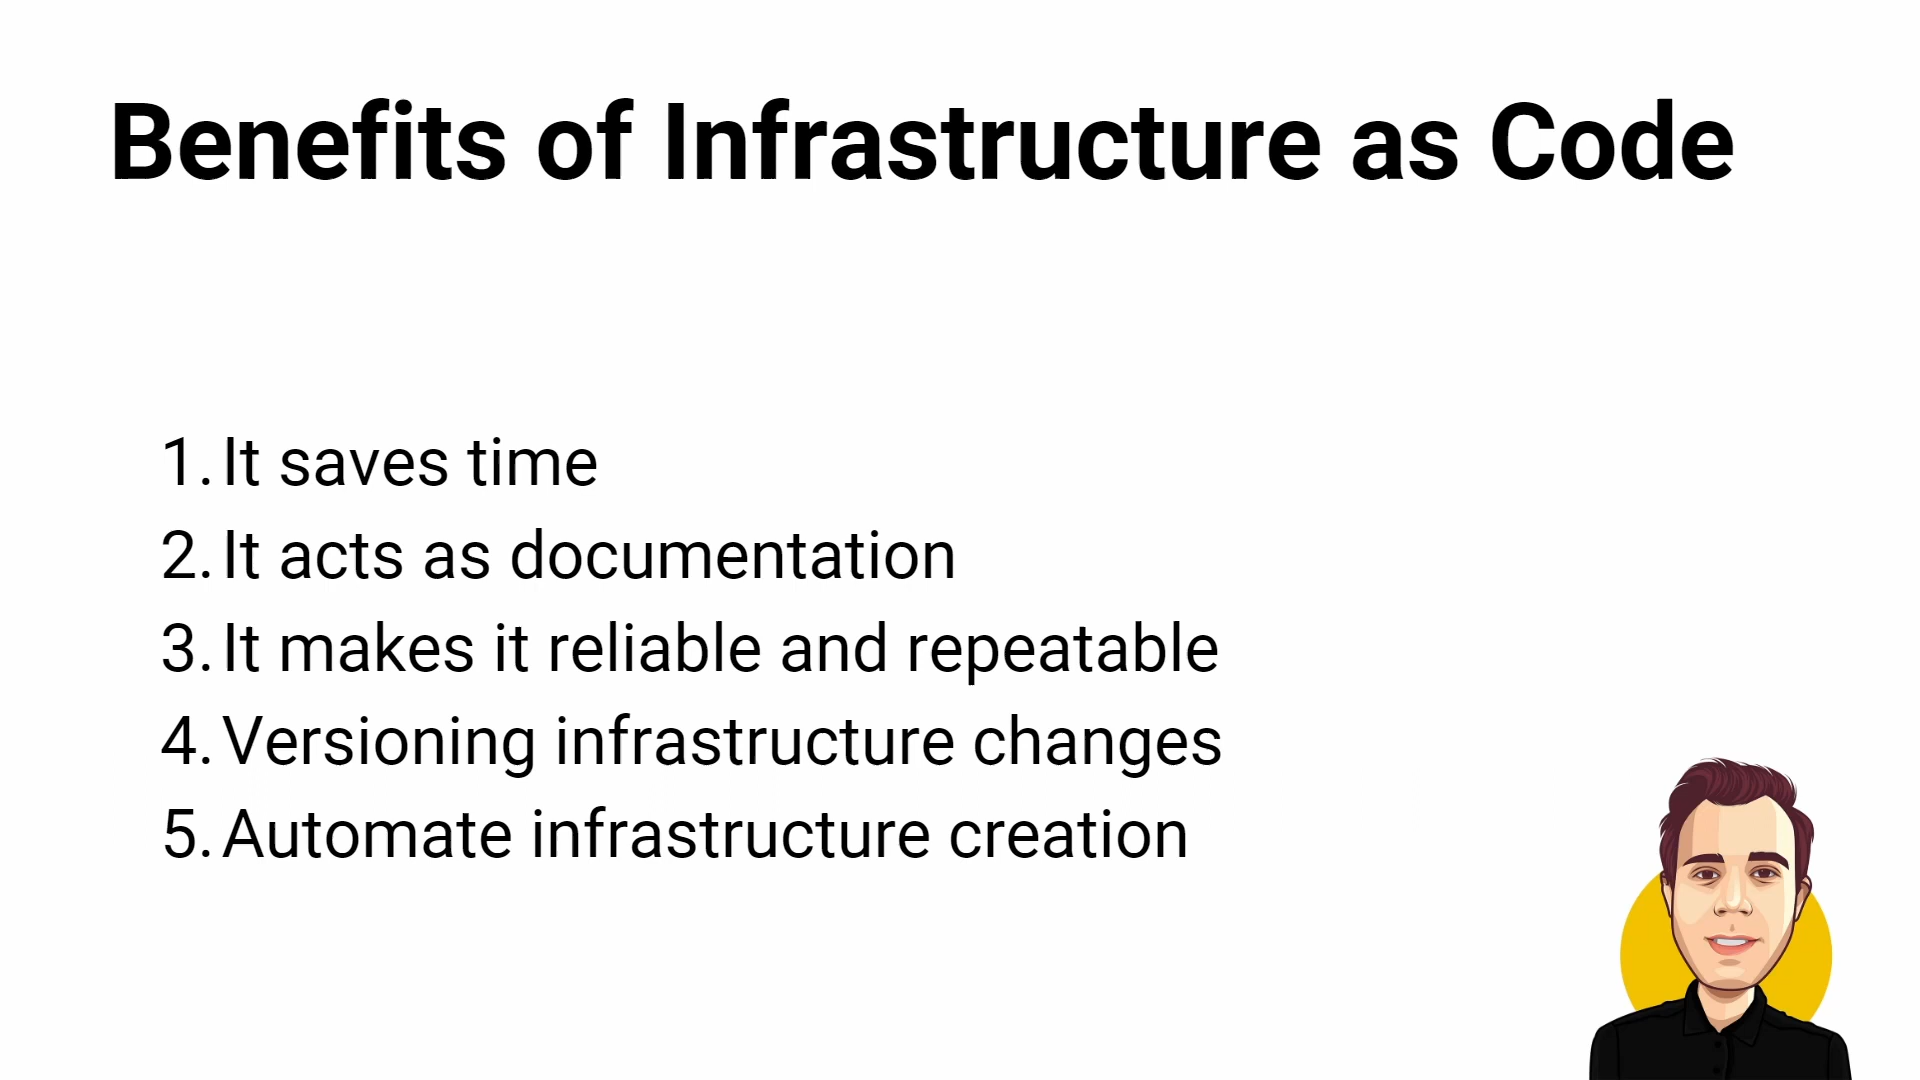 Benefits of Infrastructure as Code
1. It saves time
2. It acts as documentation
3. It makes it reliable and repeatable
4. Versioning infrastructure changes
5. Automate infrastructure creation